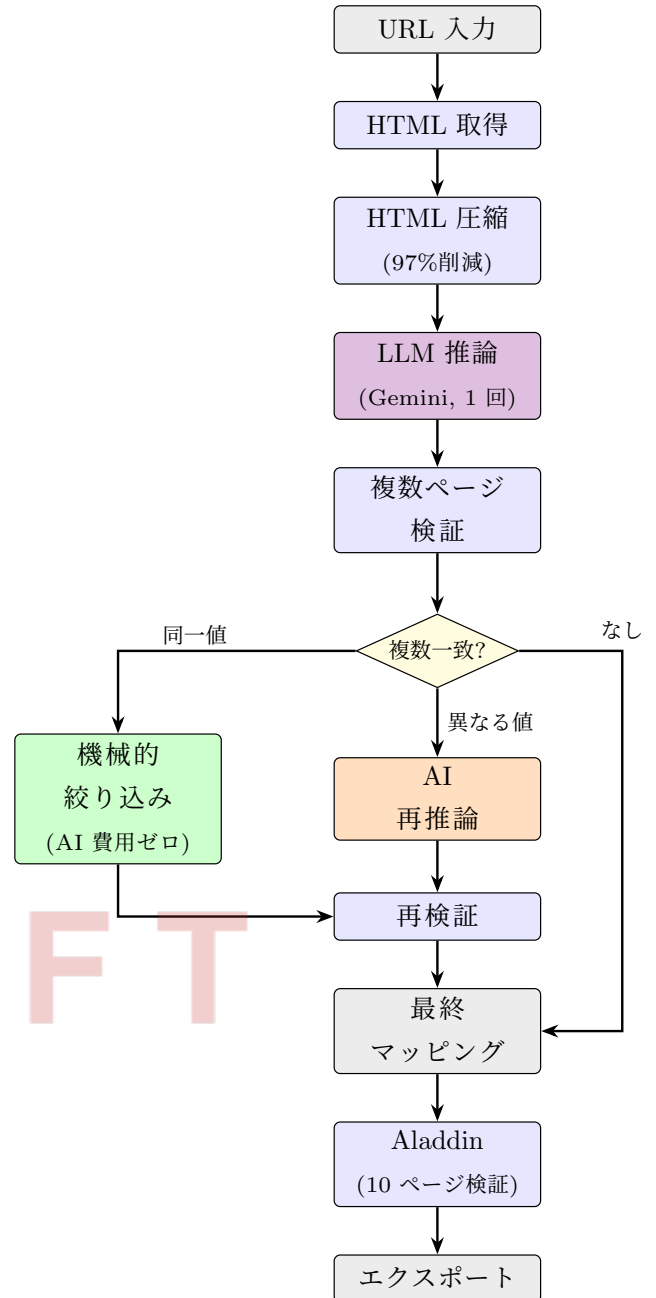 URL 入力
HTML 取得
HTML 圧縮
(97%削減)
LLM 推論
(Gemini, 1 回)
複数ページ
検証
複数一致?
同一値
なし
異なる値
機械的
絞り込み
(AI 費用ゼロ)
AI
再推論
再検証
FT
最終
マッピング
Aladdin
(10 ページ検証)
エクスポート